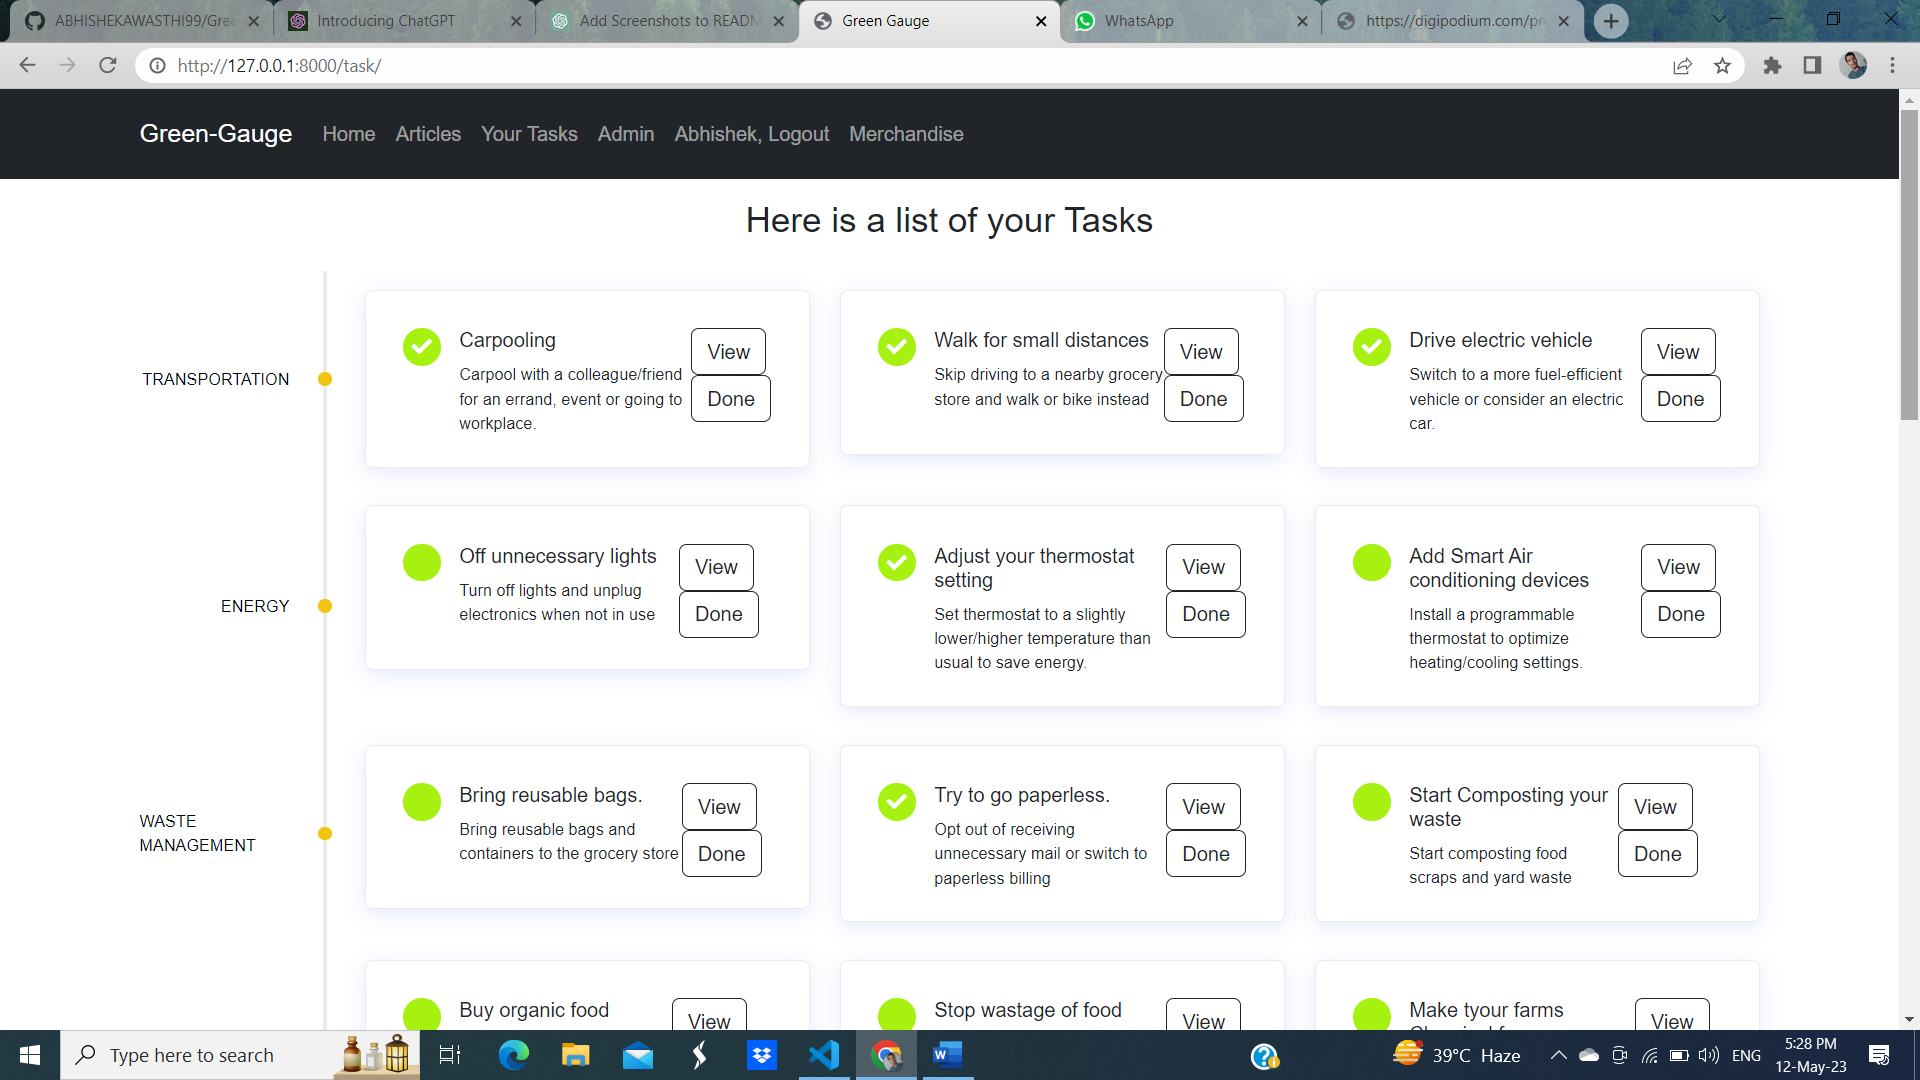 ABHISHEKAWASTHI99/Gree
Introducing ChatGPT
Add Screenshots to READM
Green Gauge
WhatsApp
https://digipodium.com/pr
http://127.0.0.1:8000/task/
Green-Gauge
Home
Articles
Your Tasks
Admin
Abhishek, Logout
Merchandise
Here is a list of your Tasks
TRANSPORTATION
Carpooling
Carpool with a colleague/friend
for an errand, event or going to
workplace.
View
Done
Walk for small distances
Skip driving to a nearby grocery
store and walk or bike instead
View
Done
Drive electric vehicle
Switch to a more fuel-efficient
vehicle or consider an electric
car.
View
Done
ENERGY
Off unnecessary lights
Turn off lights and unplug
electronics when not in use
View
Done
Adjust your thermostat
setting
Set thermostat to a slightly
lower/higher temperature than
usual to save energy.
View
Done
Add Smart Air
conditioning devices
Install a programmable
thermostat to optimize
heating/cooling settings.
View
Done
WASTE
MANAGEMENT
Bring reusable bags.
Bring reusable bags and
containers to the grocery store
View
Done
Try to go paperless.
Opt out of receiving
unnecessary mail or switch to
paperless billing
View
Done
Start Composting your
waste
Start composting food
scraps and yard waste
View
Done
Buy organic food
View
Stop wastage of food
View
Make tyour farms
View
Type here to search
39°C Haze
ENG
5:28 PM
12-May-23